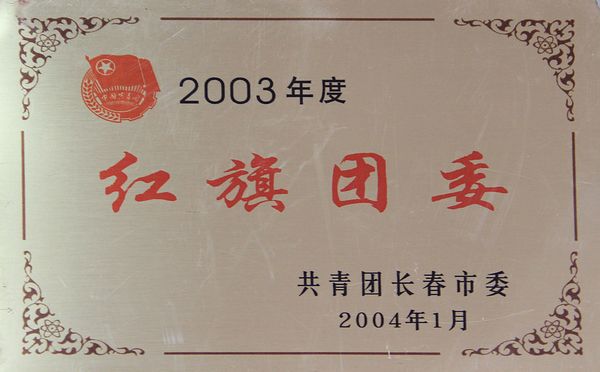 2003年度
红旗团委
共青团长春市委
2004年1月